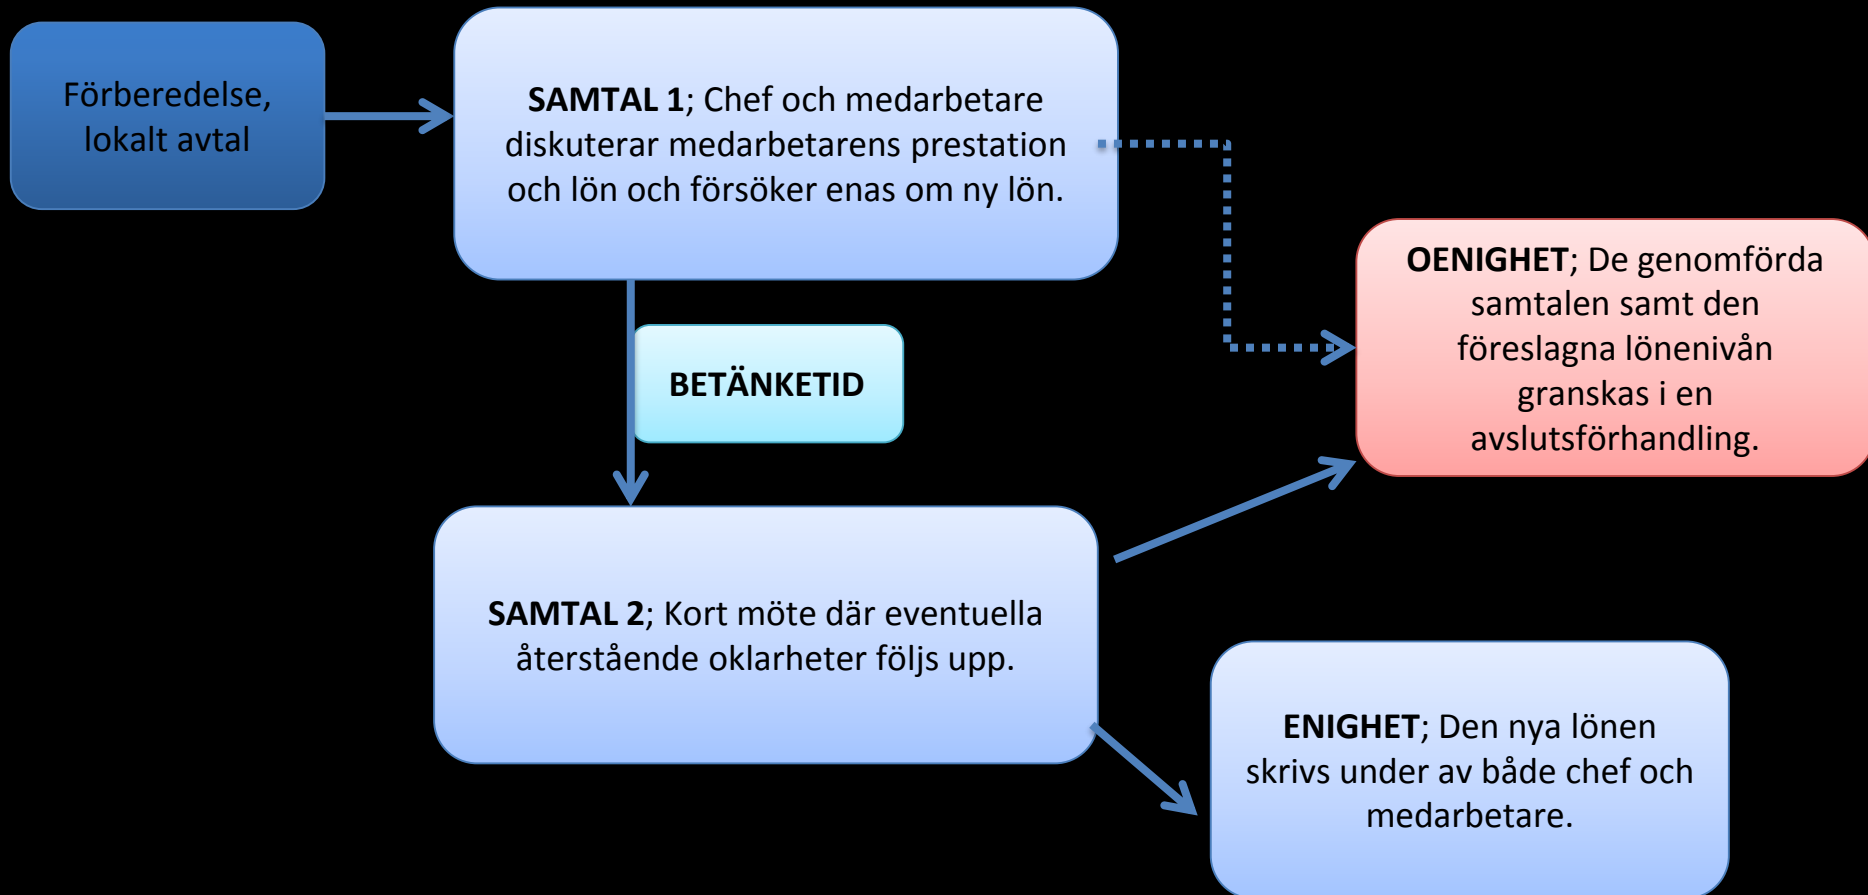 Förberedelse,
lokalt avtal
SAMTAL 1; Chef och medarbetare
diskuterar medarbetarens prestation
och lön och försöker enas om ny lön.
OENIGHET; De genomförda
samtalen samt den
föreslagna lönenivån
granskas i en
avslutsförhandling.
BETÄNKETID
SAMTAL 2; Kort möte där eventuella
återstående oklarheter följs upp.
ENIGHET; Den nya lönen
skrivs under av både chef och
medarbetare.